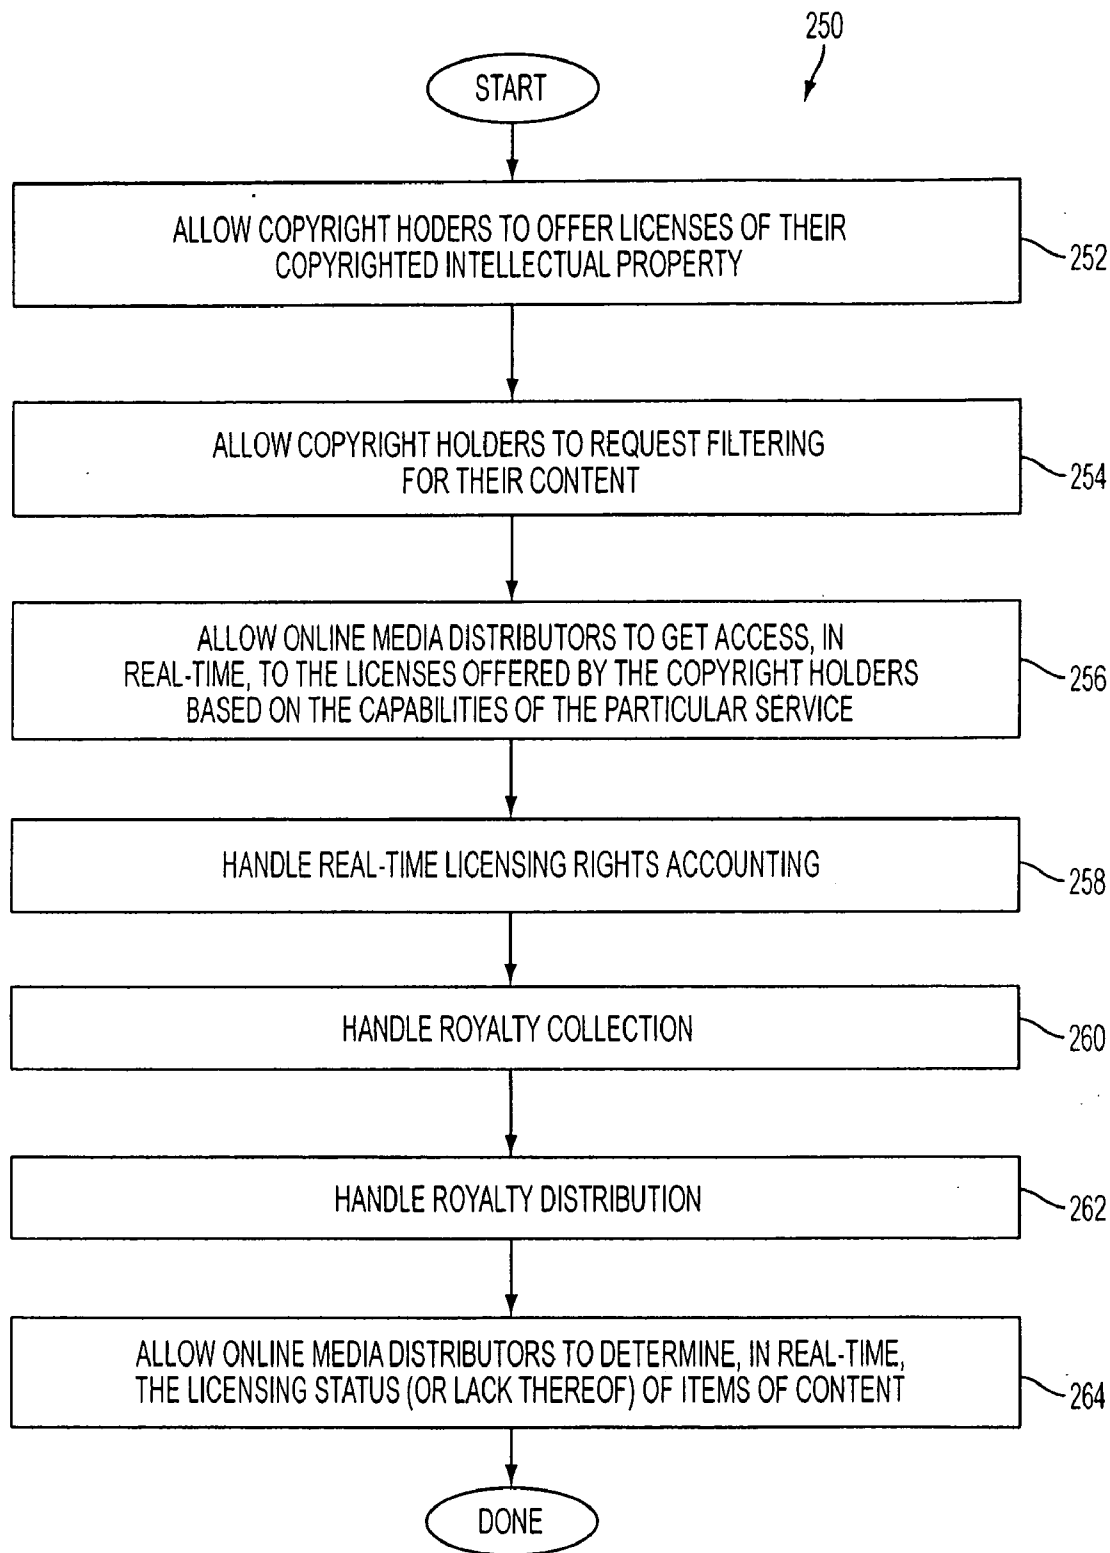 250
START
ALLOW COPYRIGHT HODERS TO OFFER LICENSES OF THEIR
COPYRIGHTED INTELLECTUAL PROPERTY
252
ALLOW COPYRIGHT HOLDERS TO REQUEST FILTERING
FOR THEIR CONTENT
254
ALLOW ONLINE MEDIA DISTRIBUTORS TO GET ACCESS, IN
REAL-TIME, TO THE LICENSES OFFERED BY THE COPYRIGHT HOLDERS
BASED ON THE CAPABILITIES OF THE PARTICULAR SERVICE
256
HANDLE REAL-TIME LICENSING RIGHTS ACCOUNTING
258
HANDLE ROYALTY COLLECTION
260
HANDLE ROYALTY DISTRIBUTION
262
ALLOW ONLINE MEDIA DISTRIBUTORS TO DETERMINE, IN REAL-TIME,
THE LICENSING STATUS (OR LACK THEREOF) OF ITEMS OF CONTENT
264
DONE